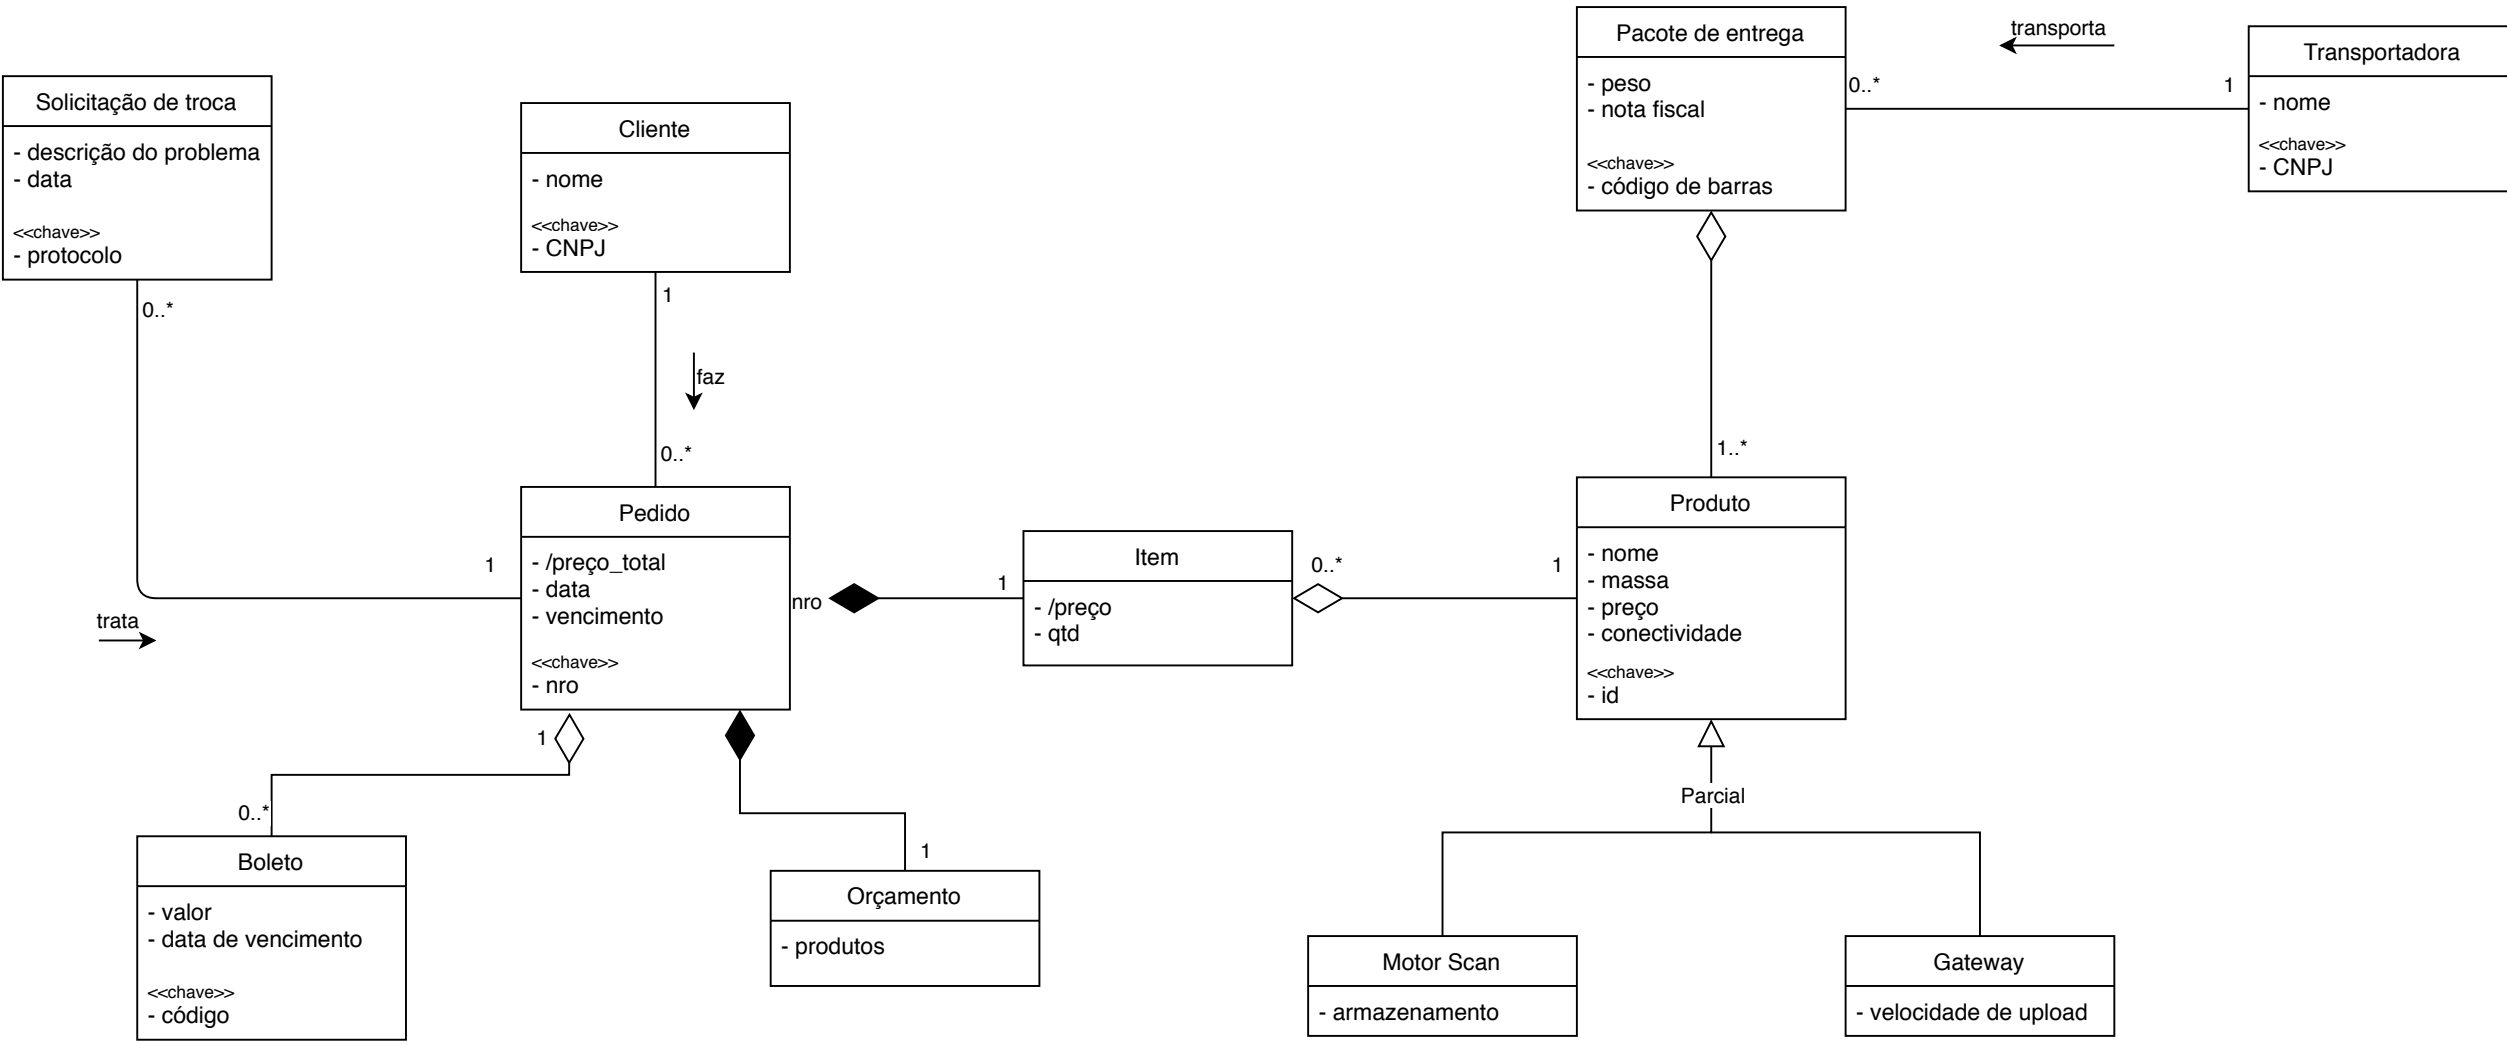 Solicitação de troca
- descrição do problema
- data
<<chave>>
- protocolo
0..*
trata
1
Cliente
- nome
<<chave>>
- CNPJ
1
faz
0..*
Pedido
- /preço_total
- data
- vencimento
<<chave>>
- nro
nro
1
Item
- /preço
- qtd
0..*
1
Pacote de entrega
- peso
- nota fiscal
<<chave>>
- código de barras
0..*
transporta
1
Transportadora
- nome
<<chave>>
- CNPJ
1..*
Produto
- nome
- massa
- preço
- conectividade
<<chave>>
- id
Parcial
1
0..*
Boleto
- valor
- data de vencimento
<<chave>>
- código
1
Orçamento
- produtos
Motor Scan
- armazenamento
Gateway
- velocidade de upload